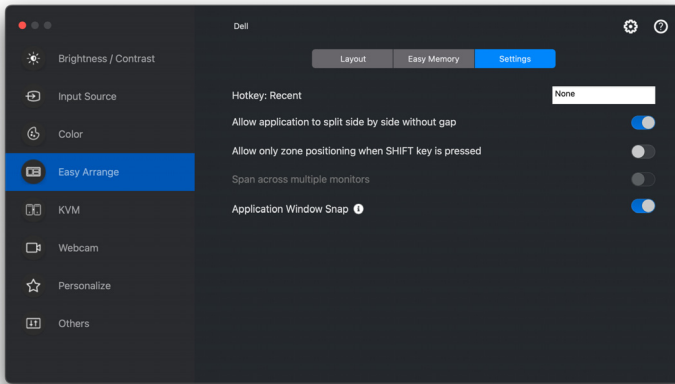 Dell
Brightness / Contrast
Input Source
Color
Easy Arrange
KVM
Webcam
Personalize
Others
Layout
Easy Memory
Settings
Hotkey: Recent
None
Allow application to split side by side without gap
Allow only zone positioning when SHIFT key is pressed
Span across multiple monitors
Application Window Snap